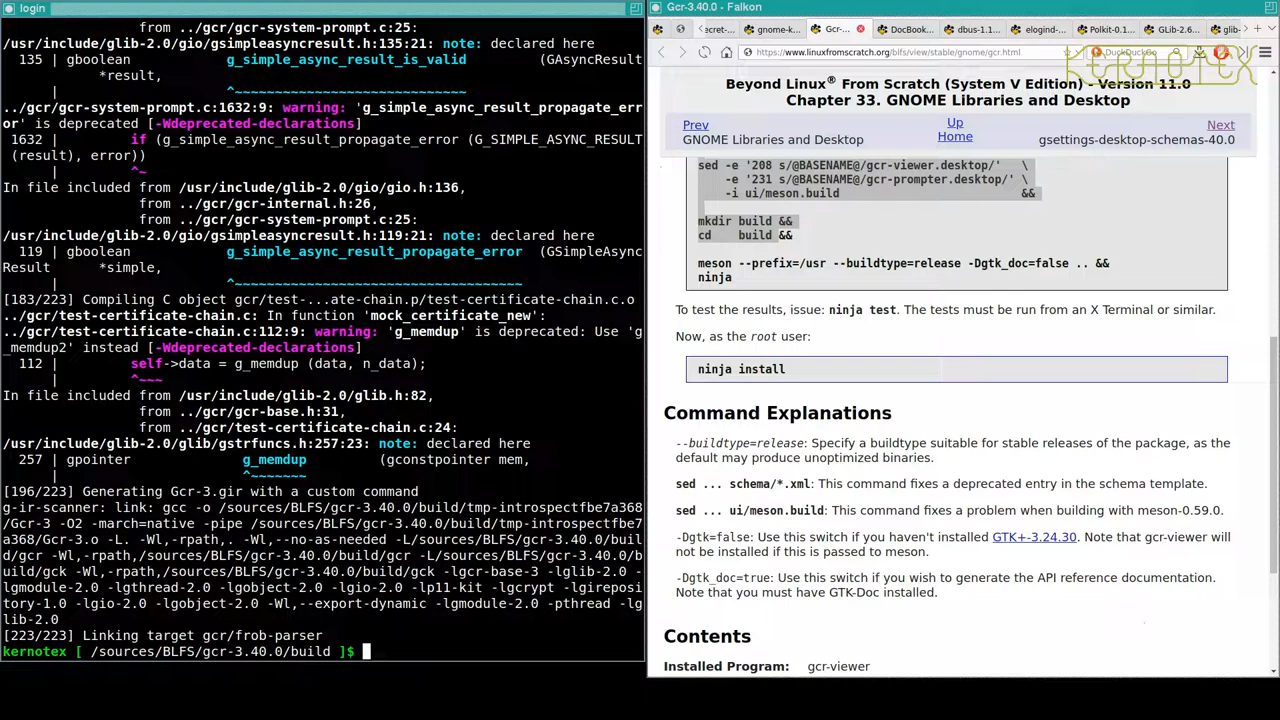 login
from ../gcr/gcr-system-prompt.c:25:
/usr/include/glib-2.0/gio/gsimpleasyncresult.h:135:21: note: declared here
135 | gboolean g_simple_async_result_is_valid (GAsyncResult
*result,
| ^~~~~~~~~~~~~~~~~~~~~~~~~~~~~~
../gcr/gcr-system-prompt.c:1632:9: warning: 'g_simple_async_result_propagate_err
or' is deprecated [-Wdeprecated-declarations]
1632 | if (g_simple_async_result_propagate_error (G_SIMPLE_ASYNC_RESULT
(result), error))
| ^~
In file included from /usr/include/glib-2.0/gio/gio.h:136,
from ../gcr/gcr-internal.h:26,
from ../gcr/gcr-system-prompt.c:25:
/usr/include/glib-2.0/gio/gsimpleasyncresult.h:119:21: note: declared here
119 | gboolean g_simple_async_result_propagate_error (GSimpleAsync
Result *simple,
| ^~~~~~~~~~~~~~~~~~~~~~~~~~~~~~~~~~~~~
[183/223] Compiling C object gcr/test-...ate-chain.p/test-certificate-chain.c.o
../gcr/test-certificate-chain.c: In function 'mock_certificate_new':
../gcr/test-certificate-chain.c:112:9: warning: 'g_memdup' is deprecated: Use 'g
_memdup2' instead [-Wdeprecated-declarations]
112 | self->data = g_memdup (data, n_data);
| ^~~~
In file included from /usr/include/glib-2.0/glib.h:82,
from ../gcr/gcr-base.h:31,
from ../gcr/test-certificate-chain.c:24:
/usr/include/glib-2.0/glib/gstrfuncs.h:257:23: note: declared here
257 | gpointer g_memdup (gconstpointer mem,
| ^~~~~~~~
[196/223] Generating Gcr-3.gir with a custom command
g-ir-scanner: link: gcc -o /sources/BLFS/gcr-3.40.0/build/tmp-introspectfbe7a368
/Gcr-3 -O2 -march=native -pipe /sources/BLFS/gcr-3.40.0/build/tmp-introspectfbe7
a368/Gcr-3.o -L. -Wl,-rpath,. -Wl,--no-as-needed -L/sources/BLFS/gcr-3.40.0/buil
d/gcr -Wl,-rpath,/sources/BLFS/gcr-3.40.0/build/gcr -L/sources/BLFS/gcr-3.40.0/b
uild/gck -Wl,-rpath,/sources/BLFS/gcr-3.40.0/build/gck -lgcr-base-3 -lglib-2.0 -
lgmodule-2.0 -lgthread-2.0 -lgobject-2.0 -lgio-2.0 -lp11-kit -lgcrypt -lgireposi
tory-1.0 -lgio-2.0 -lgobject-2.0 -Wl,--export-dynamic -lgmodule-2.0 -pthread -lg
lib-2.0
[223/223] Linking target gcr/frob-parser
kernotex [ /sources/BLFS/gcr-3.40.0/build ]$
Gcr-3.40.0 - Falkon
ecret-... gnome-k... Gcr-... DocBook... dbus-1.1... elogind-... Polkit-0.1... GLib-2.6... glib-
https://www.linuxfromscratch.org/blfs/view/stable/gnome/gcr.html DuckDuckGo
KERNOTEX
Beyond Linux® From Scratch (System V Edition) - Version 11.0
Chapter 33. GNOME Libraries and Desktop
Prev Up Next
GNOME Libraries and Desktop Home gsettings-desktop-schemas-40.0
sed -e '208 s/@BASENAME@/gcr-viewer.desktop/' \
-e '231 s/@BASENAME@/gcr-prompter.desktop/' \
-i ui/meson.build &&
mkdir build &&
cd build &&
meson --prefix=/usr --buildtype=release -Dgtk_doc=false .. &&
ninja
To test the results, issue: ninja test. The tests must be run from an X Terminal or similar.
Now, as the root user:
ninja install
Command Explanations
--buildtype=release: Specify a buildtype suitable for stable releases of the package, as the
default may produce unoptimized binaries.
sed ... schema/*.xml: This command fixes a deprecated entry in the schema template.
sed ... ui/meson.build: This command fixes a problem when building with meson-0.59.0.
-Dgtk=false: Use this switch if you haven't installed GTK+-3.24.30. Note that gcr-viewer will
not be installed if this is passed to meson.
-Dgtk_doc=true: Use this switch if you wish to generate the API reference documentation.
Note that you must have GTK-Doc installed.
Contents
Installed Program: gcr-viewer